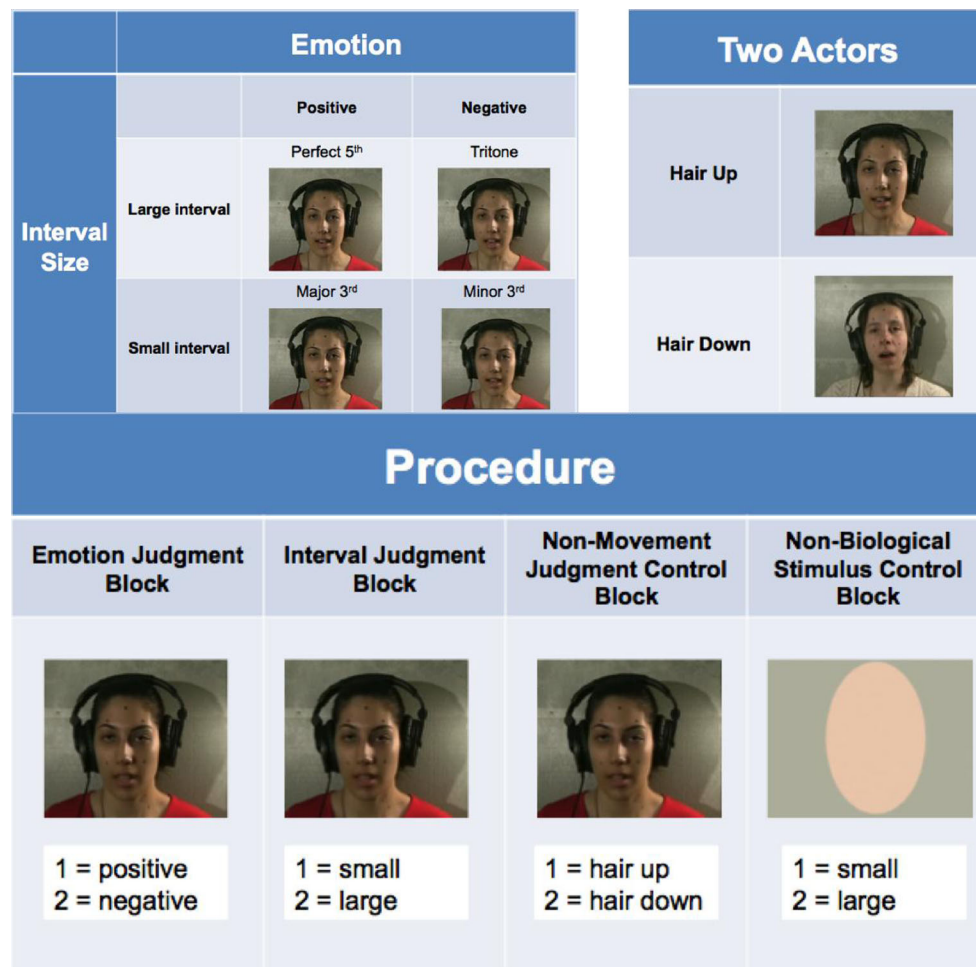 Emotion
Positive
Negative
Interval
Size
Large interval
Perfect 5th
Tritone
Small interval
Major 3rd
Minor 3rd
Two Actors
Hair Up
Hair Down
Procedure
Emotion Judgment
Block
Interval Judgment
Block
Non-Movement
Judgment Control
Block
Non-Biological
Stimulus Control
Block
1 = positive
2 = negative
1 = small
2 = large
1 = hair up
2 = hair down
1 = small
2 = large